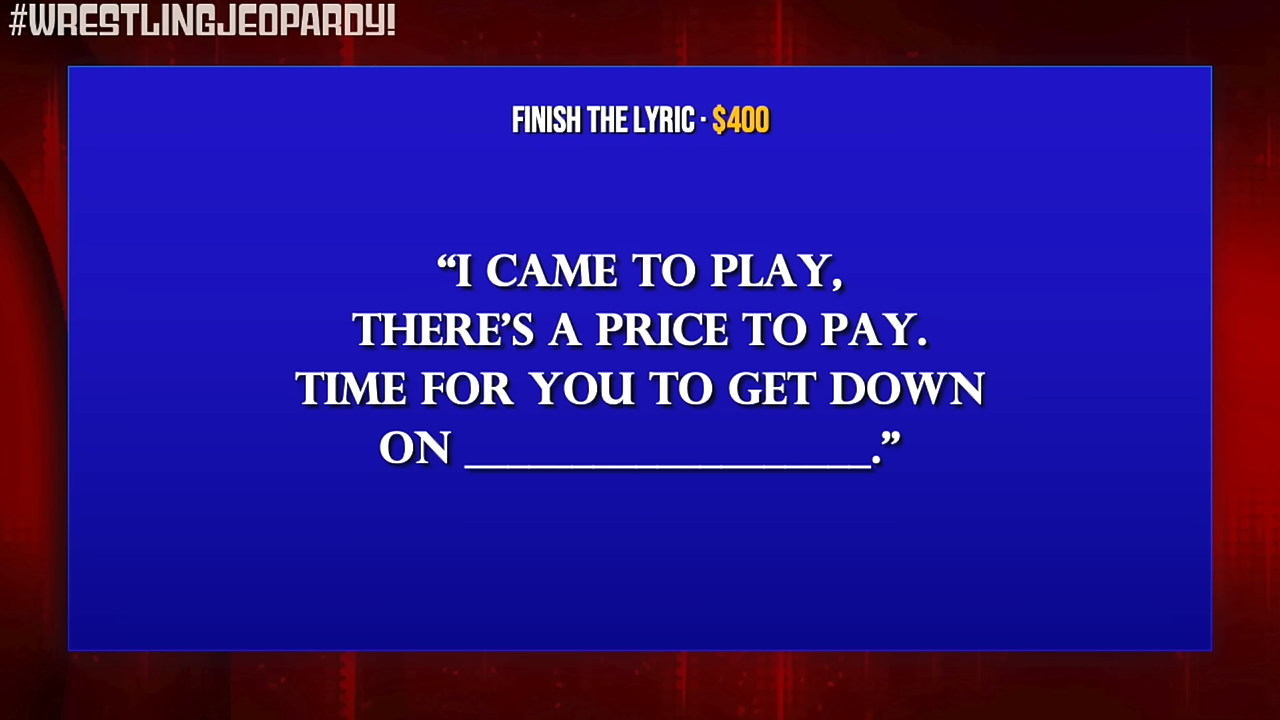 #WRESTLINGJEOPARDY!
FINISH THE LYRIC · $400
“I CAME TO PLAY,
THERE’S A PRICE TO PAY.
TIME FOR YOU TO GET DOWN
ON _________________.”